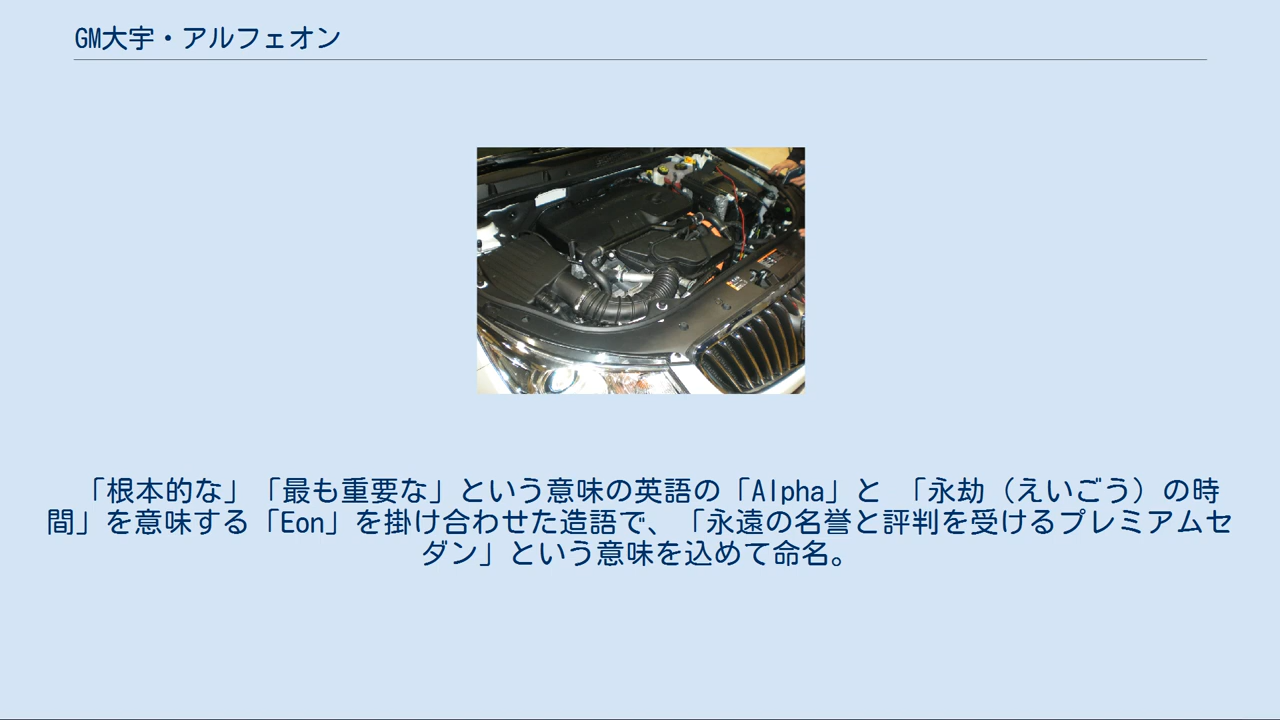 GM大宇・アルフェオン
「根本的な」「最も重要な」という意味の英語の「Alpha」と 「永劫（えいごう）の時
間」を意味する「Eon」を掛け合わせた造語で、「永遠の名誉と評判を受けるプレミアムセ
ダン」という意味を込めて命名。